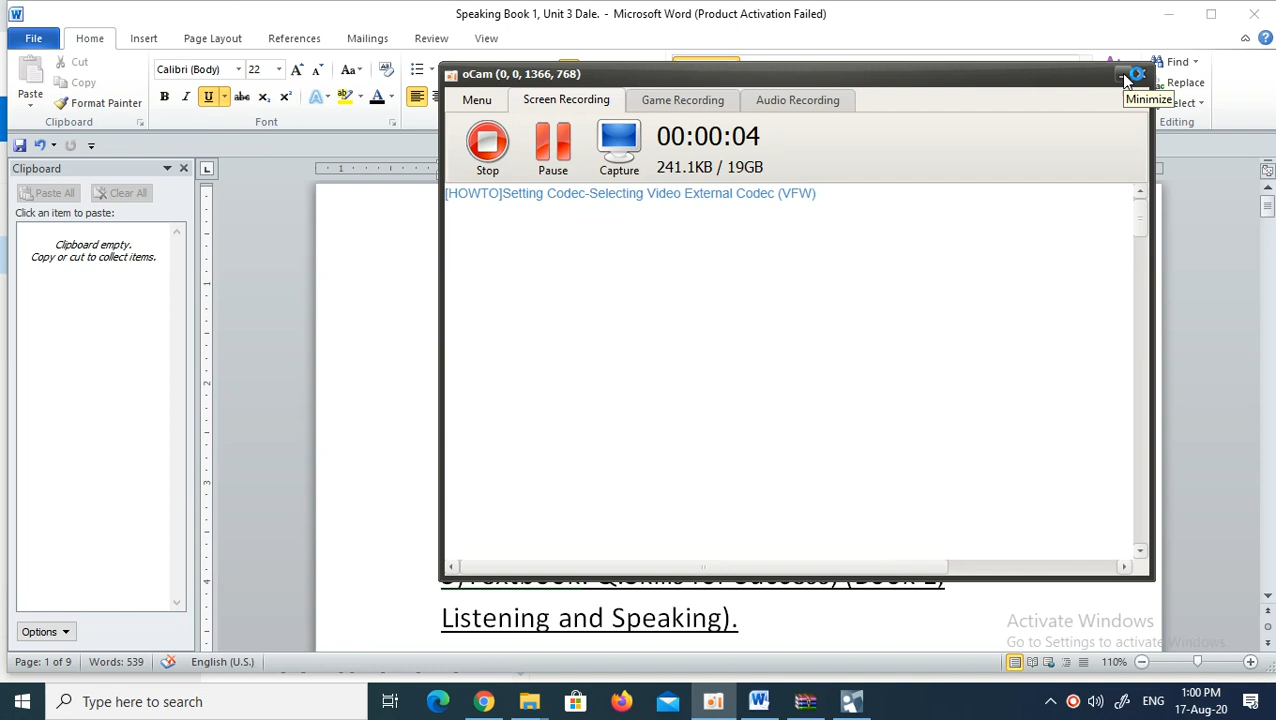 Speaking Book 1, Unit 3 Dale. - Microsoft Word (Product Activation Failed)
File Home Insert Page Layout References Mailings Review View
Cut
Copy
Format Painter
Paste
Clipboard
Calibri (Body) 22
Font
Find
Replace
Select
Editing
oCam (0, 0, 1366, 768)
Minimize
Menu Screen Recording Game Recording Audio Recording
Stop Pause Capture
00:00:04
241.1KB / 19GB
[HOWTO]Setting Codec-Selecting Video External Codec (VFW)
Clipboard
Paste All Clear All
Click an item to paste:
Clipboard empty.
Copy or cut to collect items.
Options
Listening and Speaking).
Activate Windows
Go to Settings to activate Windows.
Page: 1 of 9 Words: 539 English (U.S.) 110%
Type here to search
ENG
1:00 PM
17-Aug-20